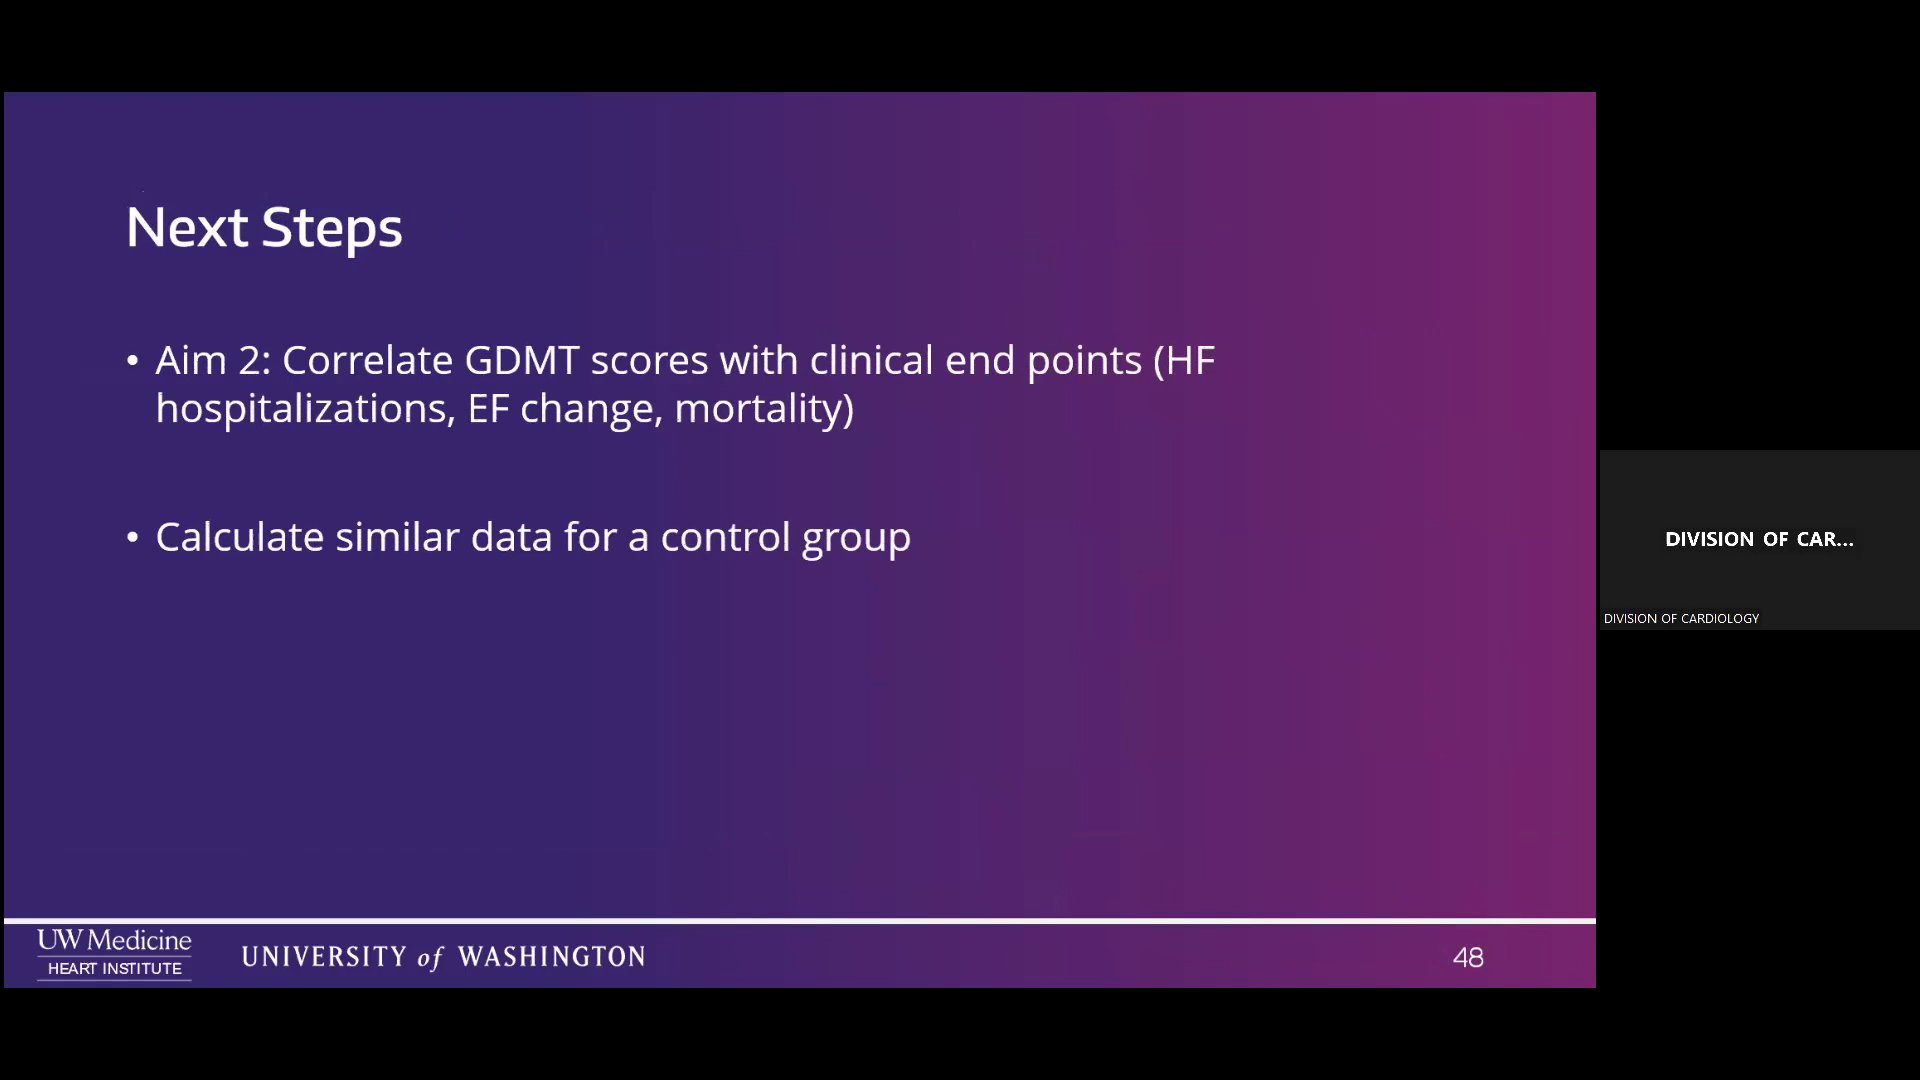 Next Steps
• Aim 2: Correlate GDMT scores with clinical end points (HF
hospitalizations, EF change, mortality)
• Calculate similar data for a control group
DIVISION OF CAR...
DIVISION OF CARDIOLOGY
UW Medicine
HEART INSTITUTE
UNIVERSITY of WASHINGTON
48